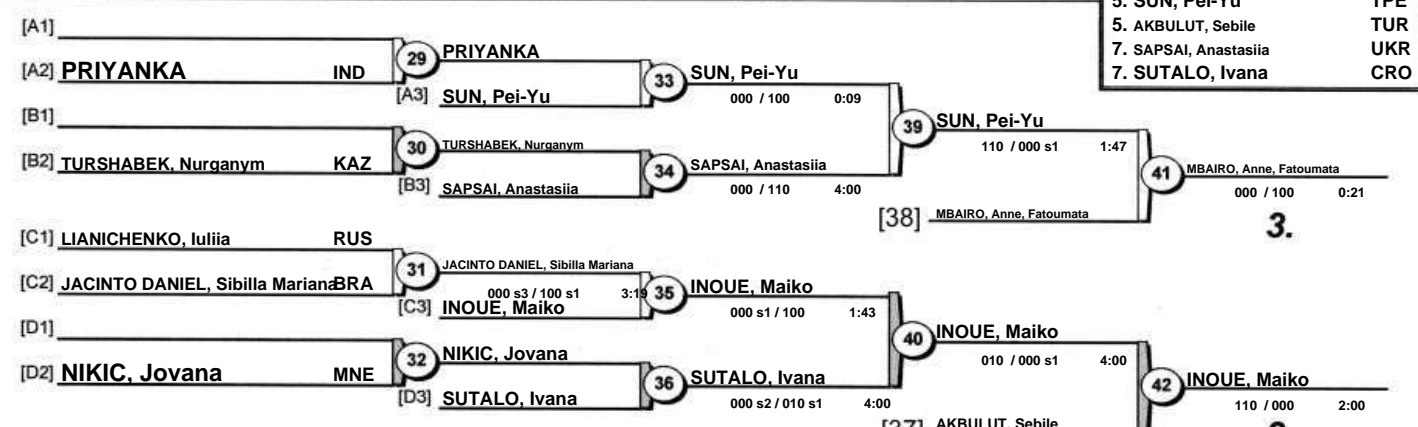 5. SUN, Pei-Yu TPE
5. AKBULUT, Sebile TUR
7. SAPSAI, Anastasiia UKR
7. SUTALO, Ivana CRO
[A1]
[A2] PRIYANKA IND
29
PRIYANKA
[A3] SUN, Pei-Yu
33
SUN, Pei-Yu
000 / 100 0:09
[B1]
[B2] TURSHABEK, Nurganym KAZ
30
TURSHABEK, Nurganym
[B3] SAPSAI, Anastasiia
34
SAPSAI, Anastasiia
000 / 110 4:00
39
SUN, Pei-Yu
110 / 000 s1 1:47
[38] MBAIRO, Anne, Fatoumata
41
MBAIRO, Anne, Fatoumata
000 / 100 0:21
3.
[C1] LIANICHENKO, Iuliia RUS
[C2] JACINTO DANIEL, Sibilla Mariana BRA
31
JACINTO DANIEL, Sibilla Mariana
000 s3 / 100 s1 3:19
[C3] INOUE, Maiko
35
INOUE, Maiko
000 s1 / 100 1:43
[D1]
[D2] NIKIC, Jovana MNE
32
NIKIC, Jovana
[D3] SUTALO, Ivana
36
SUTALO, Ivana
000 s2 / 010 s1 4:00
40
INOUE, Maiko
010 / 000 s1 4:00
[37] AKBULUT, Sebile
42
INOUE, Maiko
110 / 000 2:00